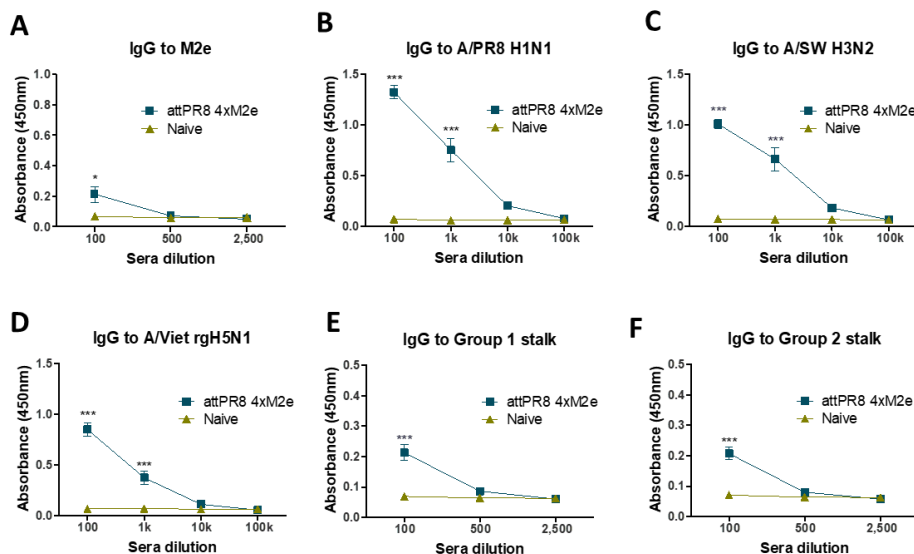 A
IgG to M2e
Absorbance (450nm)
1.0
0.8
0.6
0.4
0.2
0.0
*
attPR8 4xM2e
Naive
100
500
2,500
Sera dilution
B
IgG to A/PR8 H1N1
Absorbance (450nm)
1.5
1.0
0.5
0.0
***
***
attPR8 4xM2e
Naive
100
1k
10k
100k
Sera dilution
C
IgG to A/SW H3N2
Absorbance (450nm)
1.5
1.0
0.5
0.0
***
***
attPR8 4xM2e
Naive
100
1k
10k
100k
Sera dilution
D
IgG to A/Viet rgH5N1
Absorbance (450nm)
1.5
1.0
0.5
0.0
***
***
attPR8 4xM2e
Naive
100
1k
10k
100k
Sera dilution
E
IgG to Group 1 stalk
Absorbance (450nm)
0.5
0.4
0.3
0.2
0.1
0.0
***
attPR8 4xM2e
Naive
100
500
2,500
Sera dilution
F
IgG to Group 2 stalk
Absorbance (450nm)
0.5
0.4
0.3
0.2
0.1
0.0
***
attPR8 4xM2e
Naive
100
500
2,500
Sera dilution